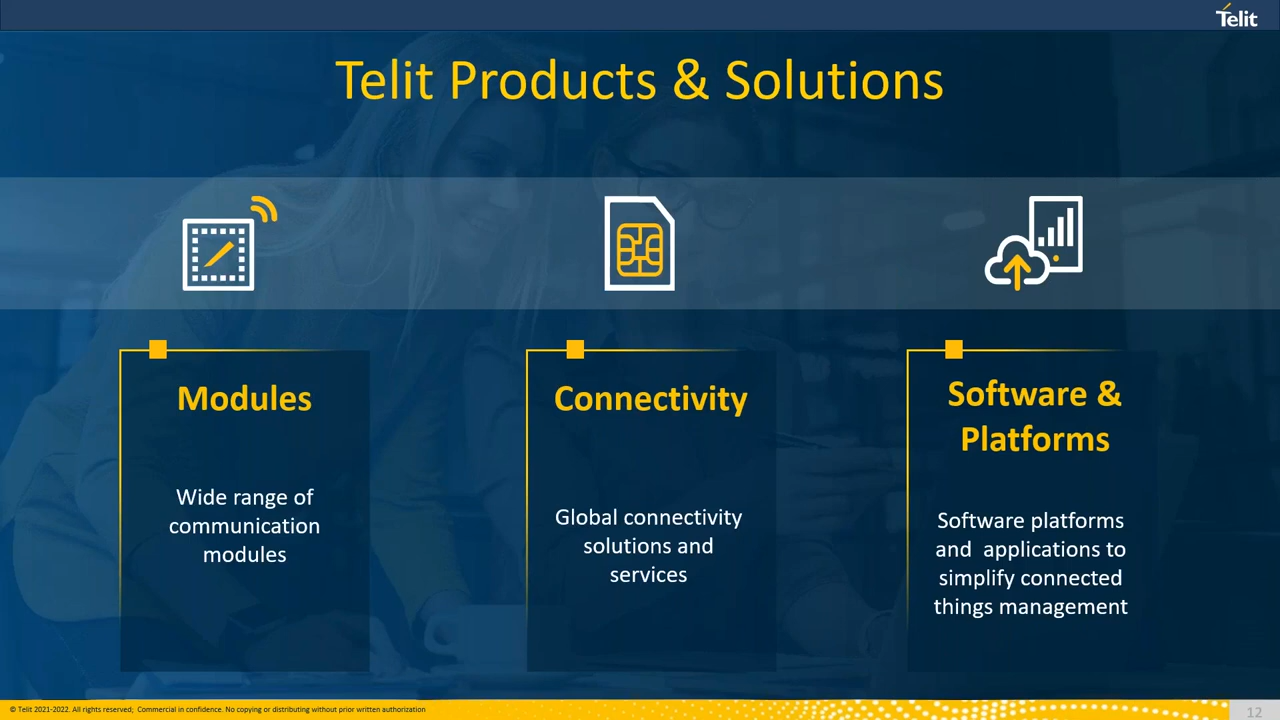 Telit
Telit Products & Solutions
Modules
Wide range of
communication
modules
Connectivity
Global connectivity
solutions and
services
Software &
Platforms
Software platforms
and  applications to
simplify connected
things management
© Telit 2021-2022. All rights reserved;  Commercial in confidence. No copying or distributing without prior written authorization
12